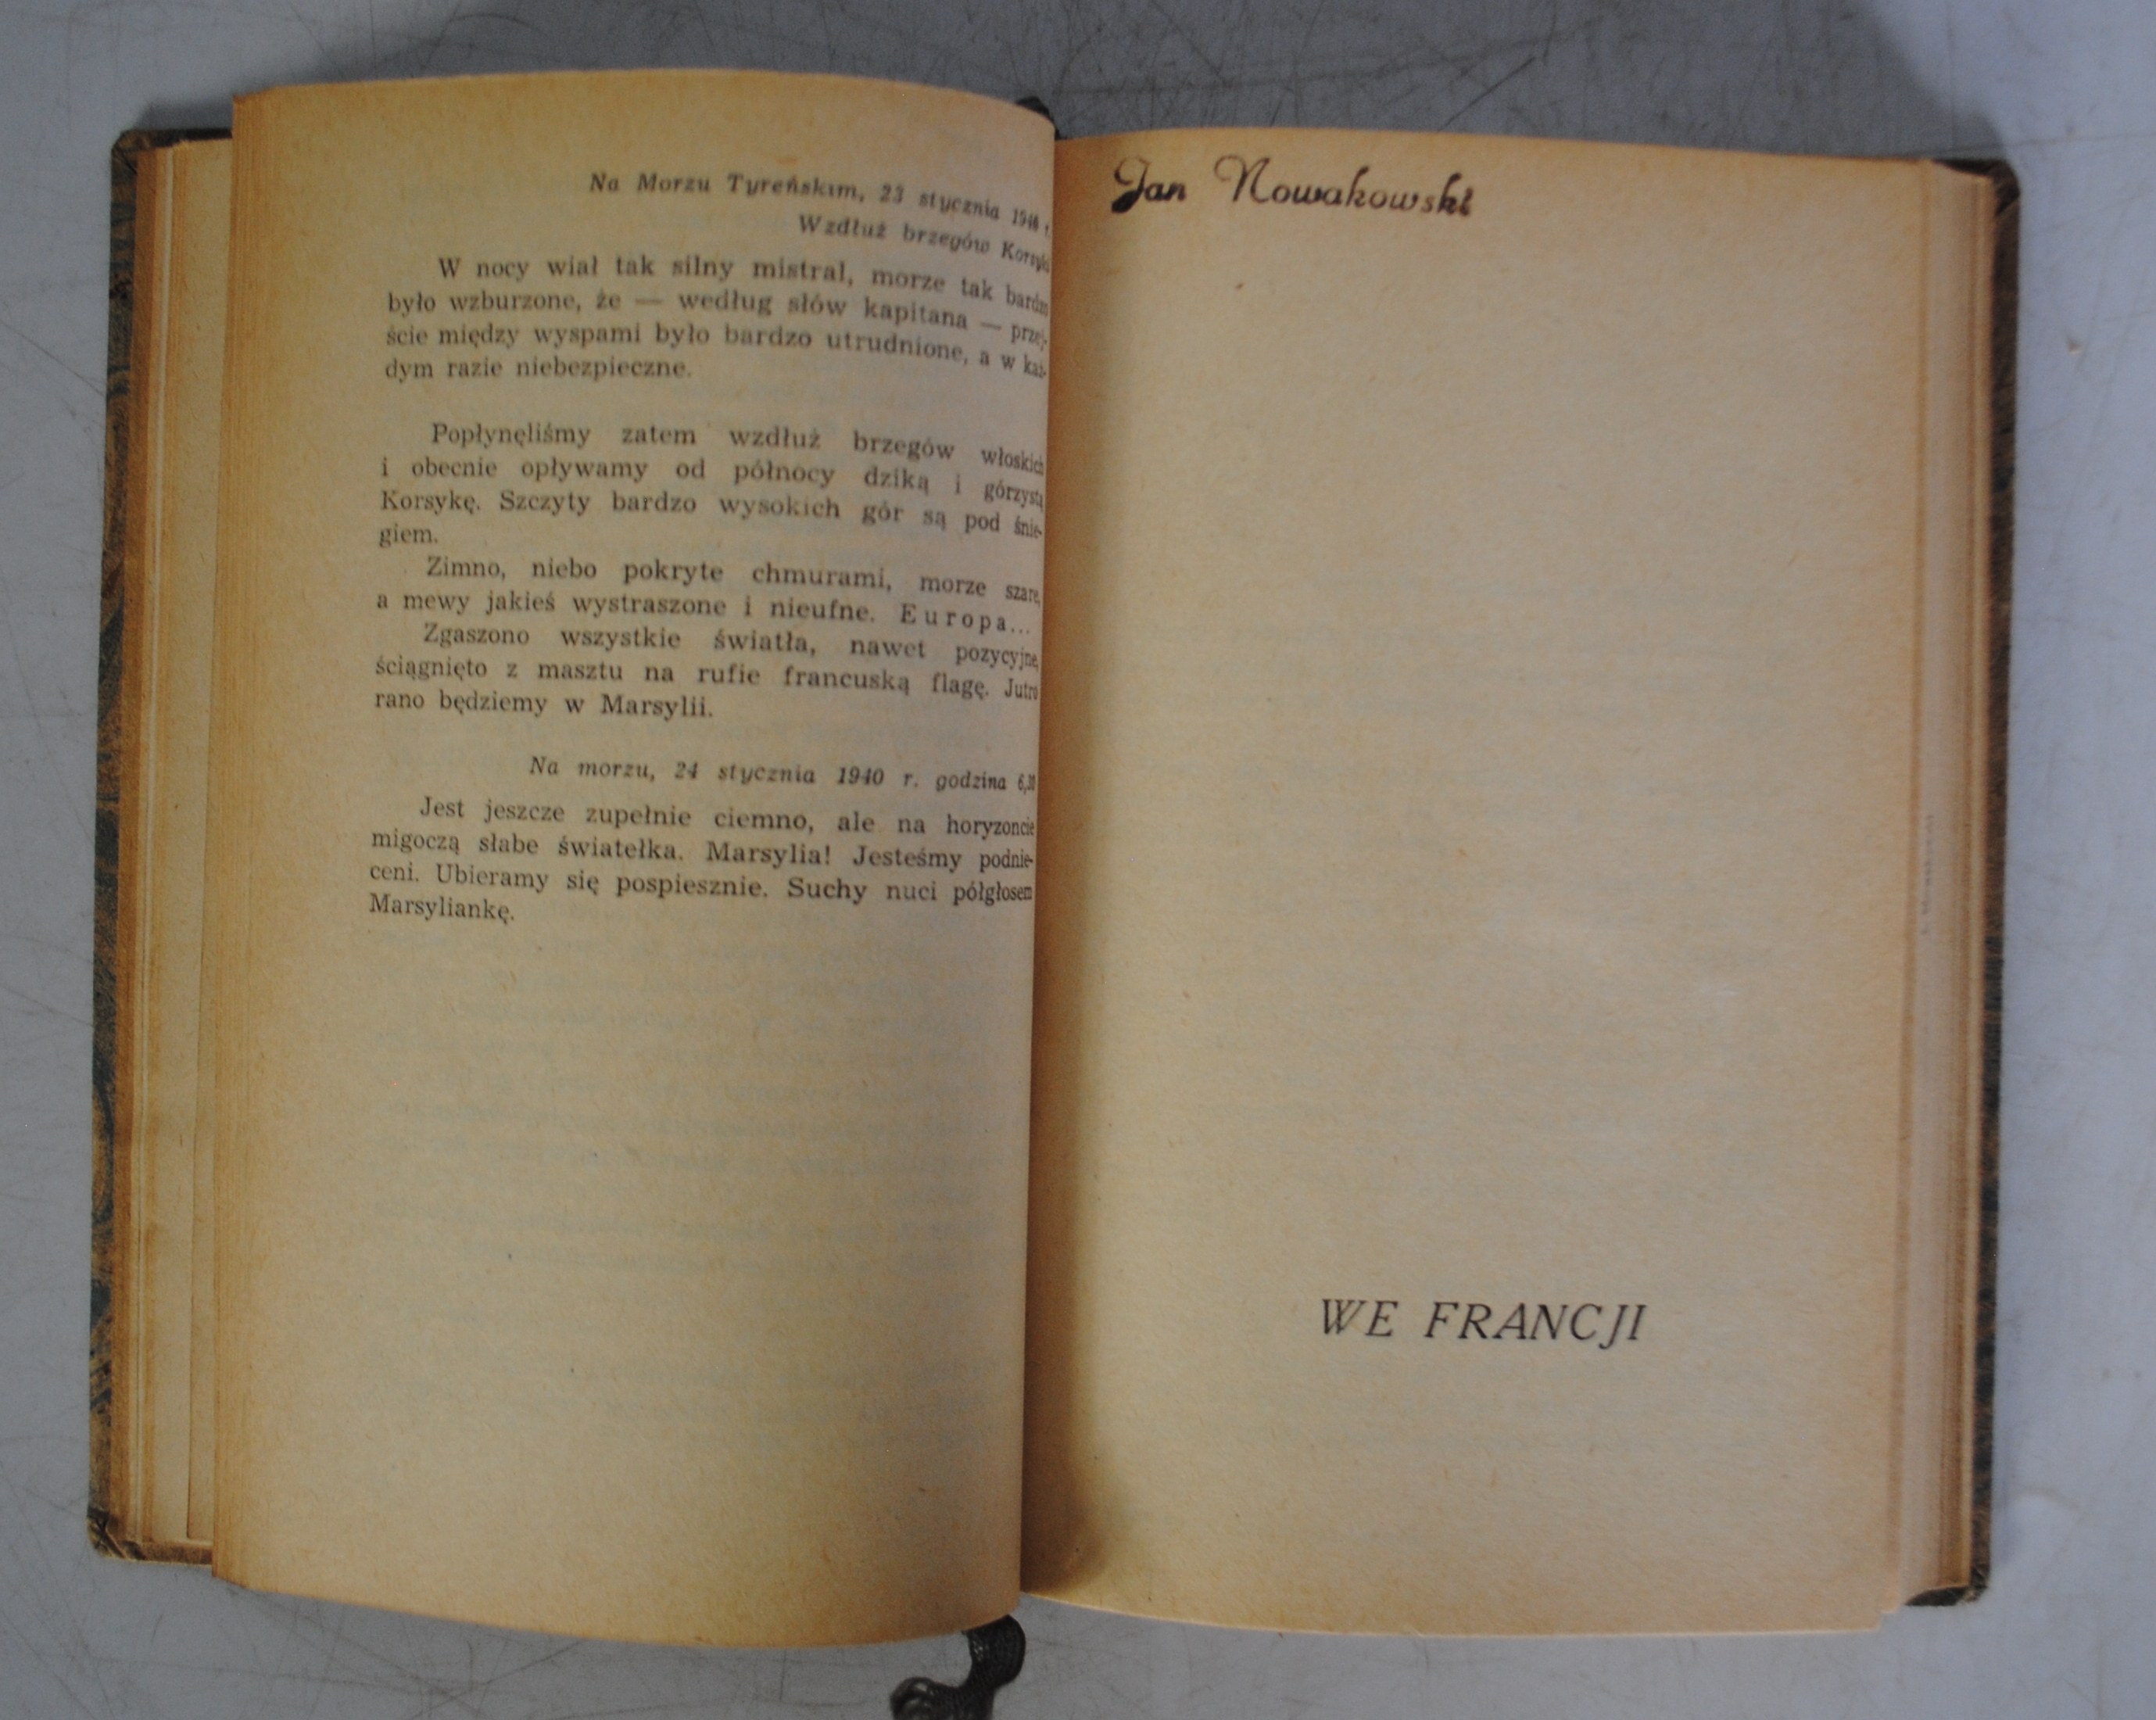 Na Morzu Tyreńskim, 23 stycznia 1940 r.
Wzdłuż brzegów Korsyki
W nocy wiał tak silny mistral, morze tak bardzo
było wzburzone, że — według słów kapitana — przej-
ście między wyspami było bardzo utrudnione, a w każ-
dym razie niebezpieczne.
Popłynęliśmy zatem wzdłuż brzegów włoskich
i obecnie opływamy od północy dziką i górzystą
Korsykę. Szczyty bardzo wysokich gór są pod śnie-
giem.
Zimno, niebo pokryte chmurami, morze szare,
a mewy jakieś wystraszone i nieufne. Europa...
Zgaszono wszystkie światła, nawet pozycyjne,
ściągnięto z masztu na rufie francuską flagę. Jutro
rano będziemy w Marsylii.
Na morzu, 24 stycznia 1940 r. godzina 6,30
Jest jeszcze zupełnie ciemno, ale na horyzoncie
migoczą słabe światełka. Marsylia! Jesteśmy podnie-
ceni. Ubieramy się pospiesznie. Suchy nuci półgłosem
Marsyliankę.
Jan Nowakowski
WE FRANCJI